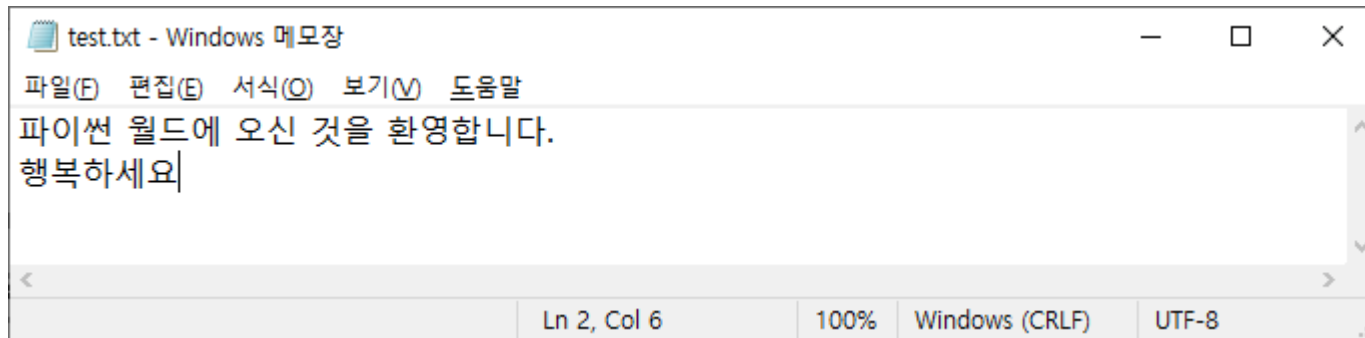 test.txt - Windows 메모장
파일(F) 편집(E) 서식(O) 보기(V) 도움말
파이썬 월드에 오신 것을 환영합니다.
행복하세요
Ln 2, Col 6 100% Windows (CRLF) UTF-8